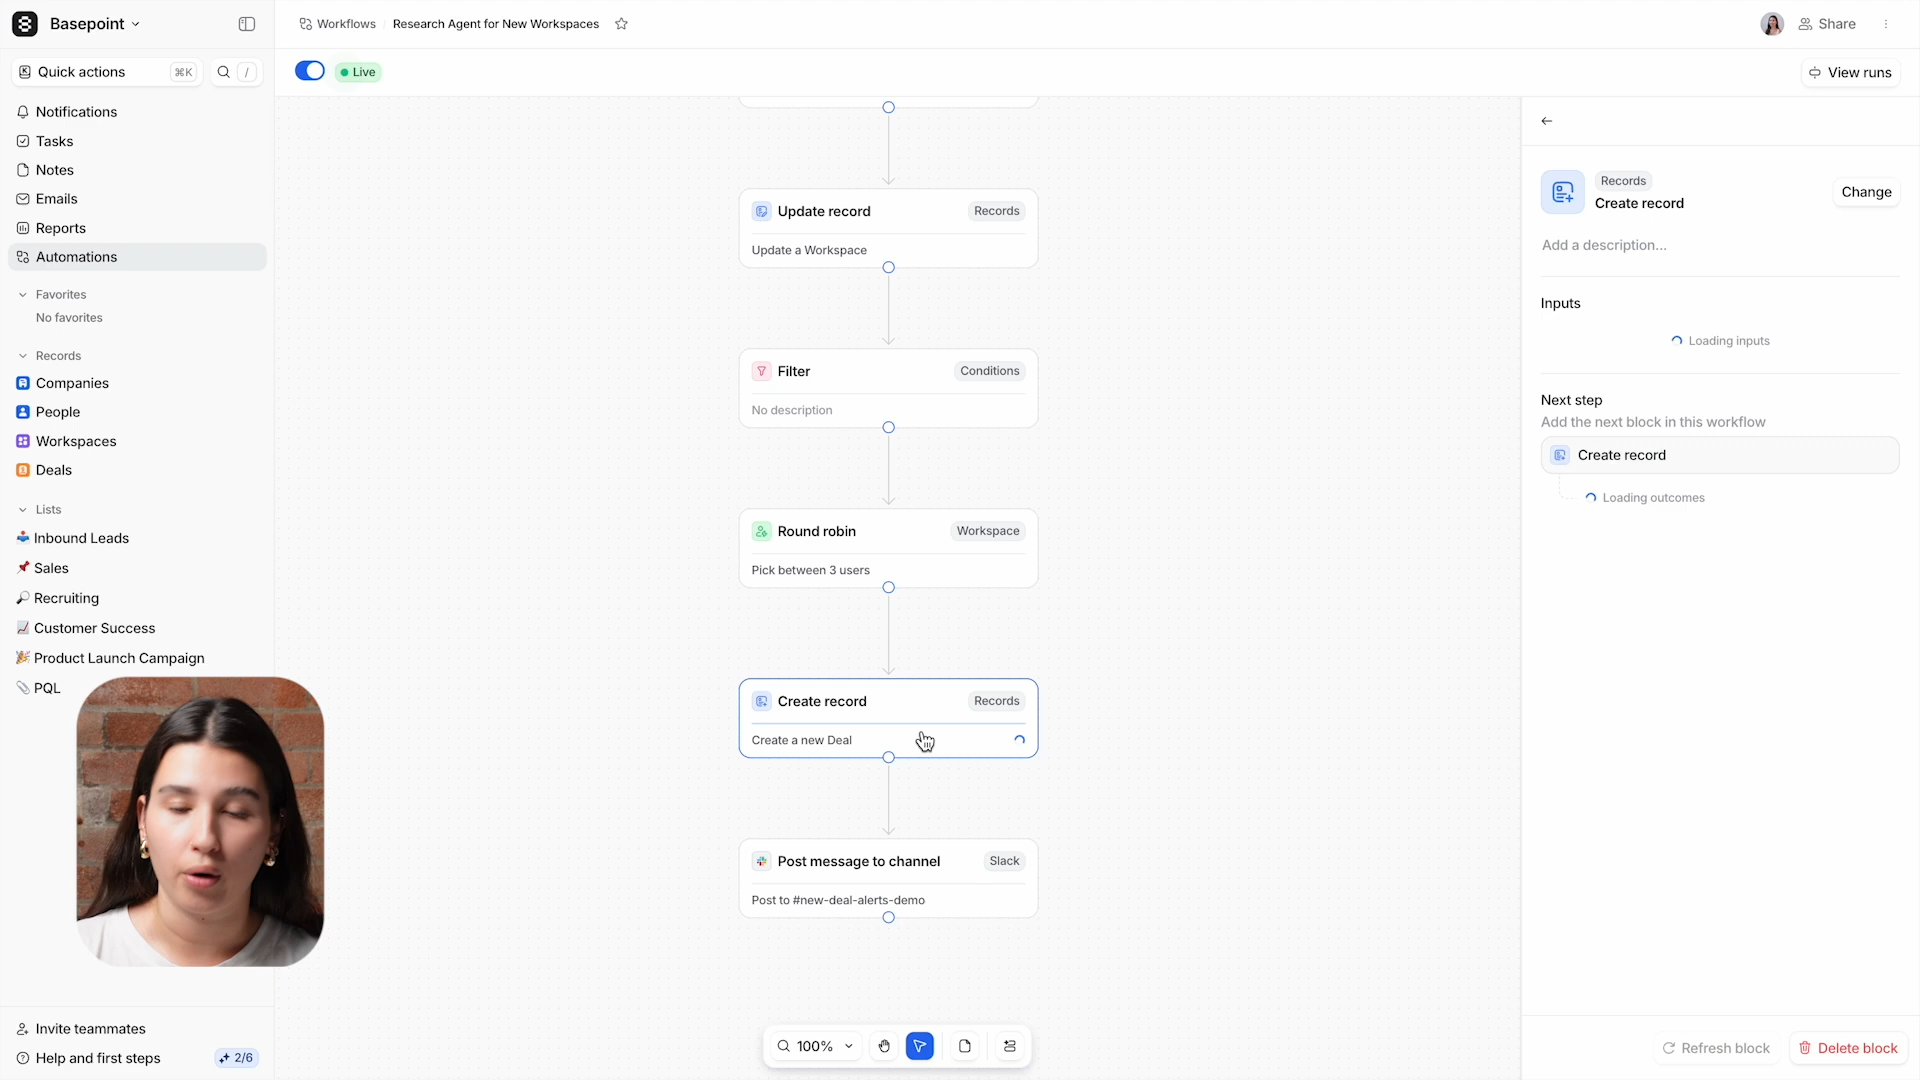 Basepoint
Workflows / Research Agent for New Workspaces
Share
Quick actions ⌘K /
Live
View runs
Notifications
Tasks
Notes
Emails
Reports
Automations
Favorites
No favorites
Records
Companies
People
Workspaces
Deals
Lists
Inbound Leads
Sales
Recruiting
Customer Success
Product Launch Campaign
PQL
Invite teammates
Help and first steps 2/6
Update record Records
Update a Workspace
Filter Conditions
No description
Round robin Workspace
Pick between 3 users
Create record Records
Create a new Deal
Post message to channel Slack
Post to #new-deal-alerts-demo
100%
Records
Create record
Change
Add a description...
Inputs
Loading inputs
Next step
Add the next block in this workflow
Create record
Loading outcomes
Refresh block
Delete block